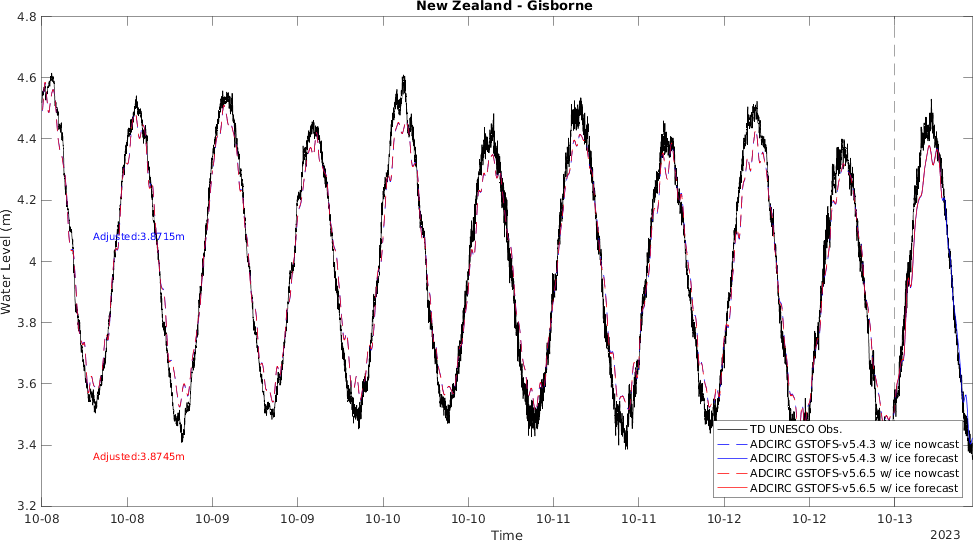 New Zealand - Gisborne
4.8
4.6
4.4
4.2
4
3.8
3.6
3.4
3.2
Water Level (m)
Adjusted:3.8715m
Adjusted:3.8745m
TD UNESCO Obs.
ADCIRC GSTOFS-v5.4.3 w/ ice nowcast
ADCIRC GSTOFS-v5.4.3 w/ ice forecast
ADCIRC GSTOFS-v5.6.5 w/ ice nowcast
ADCIRC GSTOFS-v5.6.5 w/ ice forecast
10-08 10-08 10-09 10-09 10-10 10-10 10-11 10-11 10-12 10-12 10-13
Time
2023